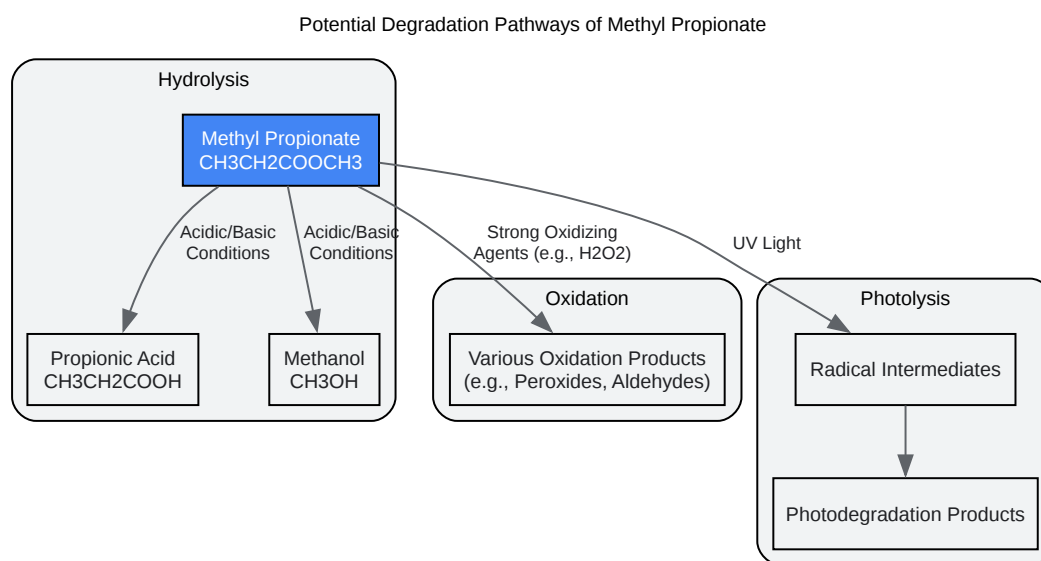 Potential Degradation Pathways of Methyl Propionate
Hydrolysis
Methyl Propionate
CH3CH2COOCH3
Acidic/Basic
Conditions
Acidic/Basic
Conditions
Strong Oxidizing
Agents (e.g., H2O2)
UV Light
Oxidation
Photolysis
Propionic Acid
CH3CH2COOH
Methanol
CH3OH
Various Oxidation Products
(e.g., Peroxides, Aldehydes)
Radical Intermediates
Photodegradation Products